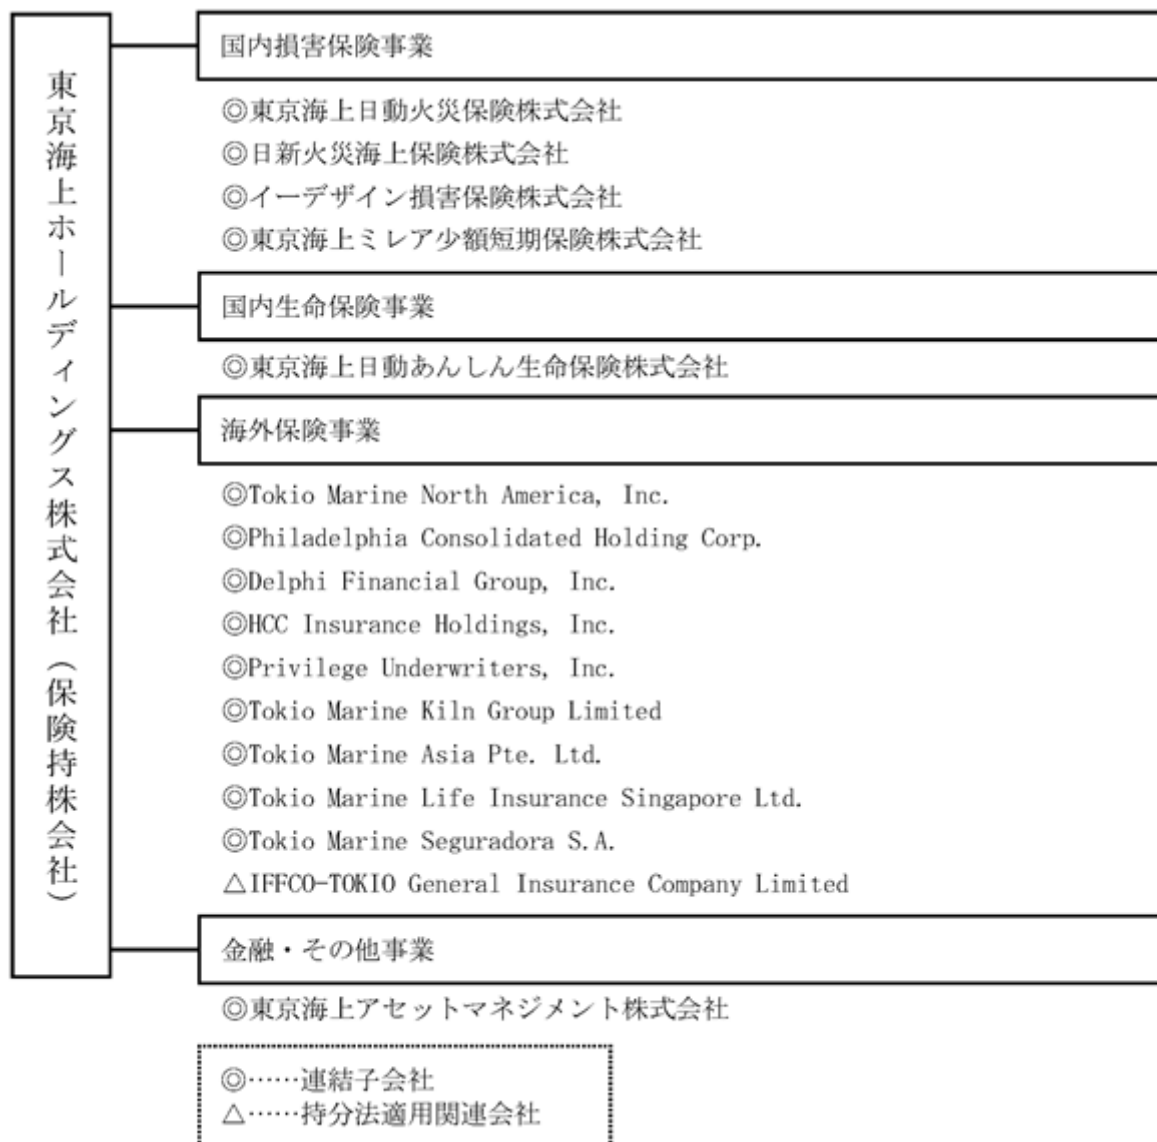 東京海上ホールディングス株式会社（保険持株会社）
国内損害保険事業
◎東京海上日動火災保険株式会社
◎日新火災海上保険株式会社
◎イーデザイン損害保険株式会社
◎東京海上ミレア少額短期保険株式会社
国内生命保険事業
◎東京海上日動あんしん生命保険株式会社
海外保険事業
◎Tokio Marine North America, Inc.
◎Philadelphia Consolidated Holding Corp.
◎Delphi Financial Group, Inc.
◎HCC Insurance Holdings, Inc.
◎Privilege Underwriters, Inc.
◎Tokio Marine Kiln Group Limited
◎Tokio Marine Asia Pte. Ltd.
◎Tokio Marine Life Insurance Singapore Ltd.
◎Tokio Marine Seguradora S.A.
△IFFCO-TOKIO General Insurance Company Limited
金融・その他事業
◎東京海上アセットマネジメント株式会社
◎……連結子会社
△……持分法適用関連会社